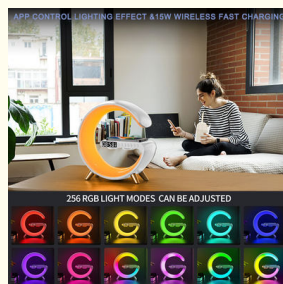 APP CONTROL LIGHTING EFFECT &15W WIRELESS FAST CHARGING
256 RGB LIGHT MODES CAN BE ADJUSTED